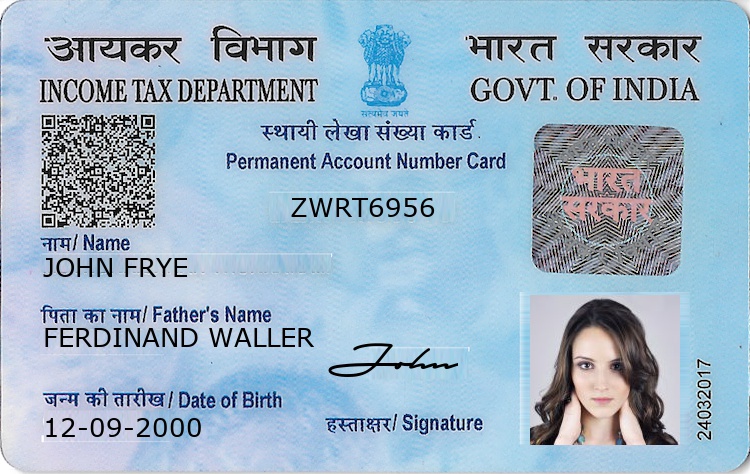 आयकर विभाग
INCOME TAX DEPARTMENT
सत्यमेव जयते
भारत सरकार
GOVT. OF INDIA
स्थायी लेखा संख्या कार्ड
Permanent Account Number Card
ZWRT6956
भारत
सरकार
नाम/ Name
JOHN FRYE
पिता का नाम/ Father's Name
FERDINAND WALLER
जन्म की तारीख/ Date of Birth
12-09-2000
John
हस्ताक्षर/ Signature
24032017